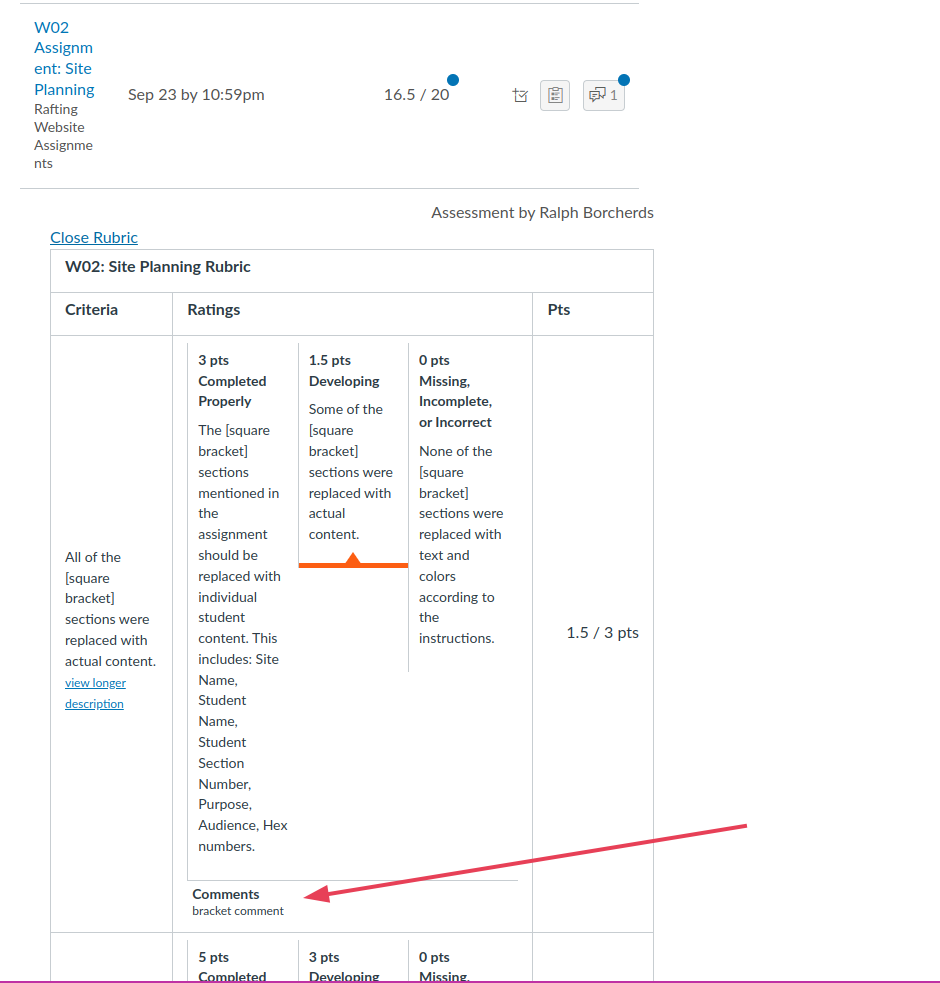 W02
Assignm
ent: Site
Planning
Rafting
Website
Assignme
nts
Sep 23 by 10:59pm
16.5 / 20
1
Assessment by Ralph Borcherds
Close Rubric
W02: Site Planning Rubric
Criteria
Ratings
Pts
All of the
[square
bracket]
sections were
replaced with
actual content.
view longer
description
3 pts
Completed
Properly
The [square
bracket]
sections
mentioned in
the
assignment
should be
replaced with
individual
student
content. This
includes: Site
Name,
Student
Name,
Student
Section
Number,
Purpose,
Audience, Hex
numbers.
1.5 pts
Developing
Some of the
[square
bracket]
sections were
replaced with
actual
content.
0 pts
Missing,
Incomplete,
or Incorrect
None of the
[square
bracket]
sections were
replaced with
text and
colors
according to
the
instructions.
1.5 / 3 pts
Comments
bracket comment
5 pts
Completed
3 pts
Developing
0 pts
Missing,